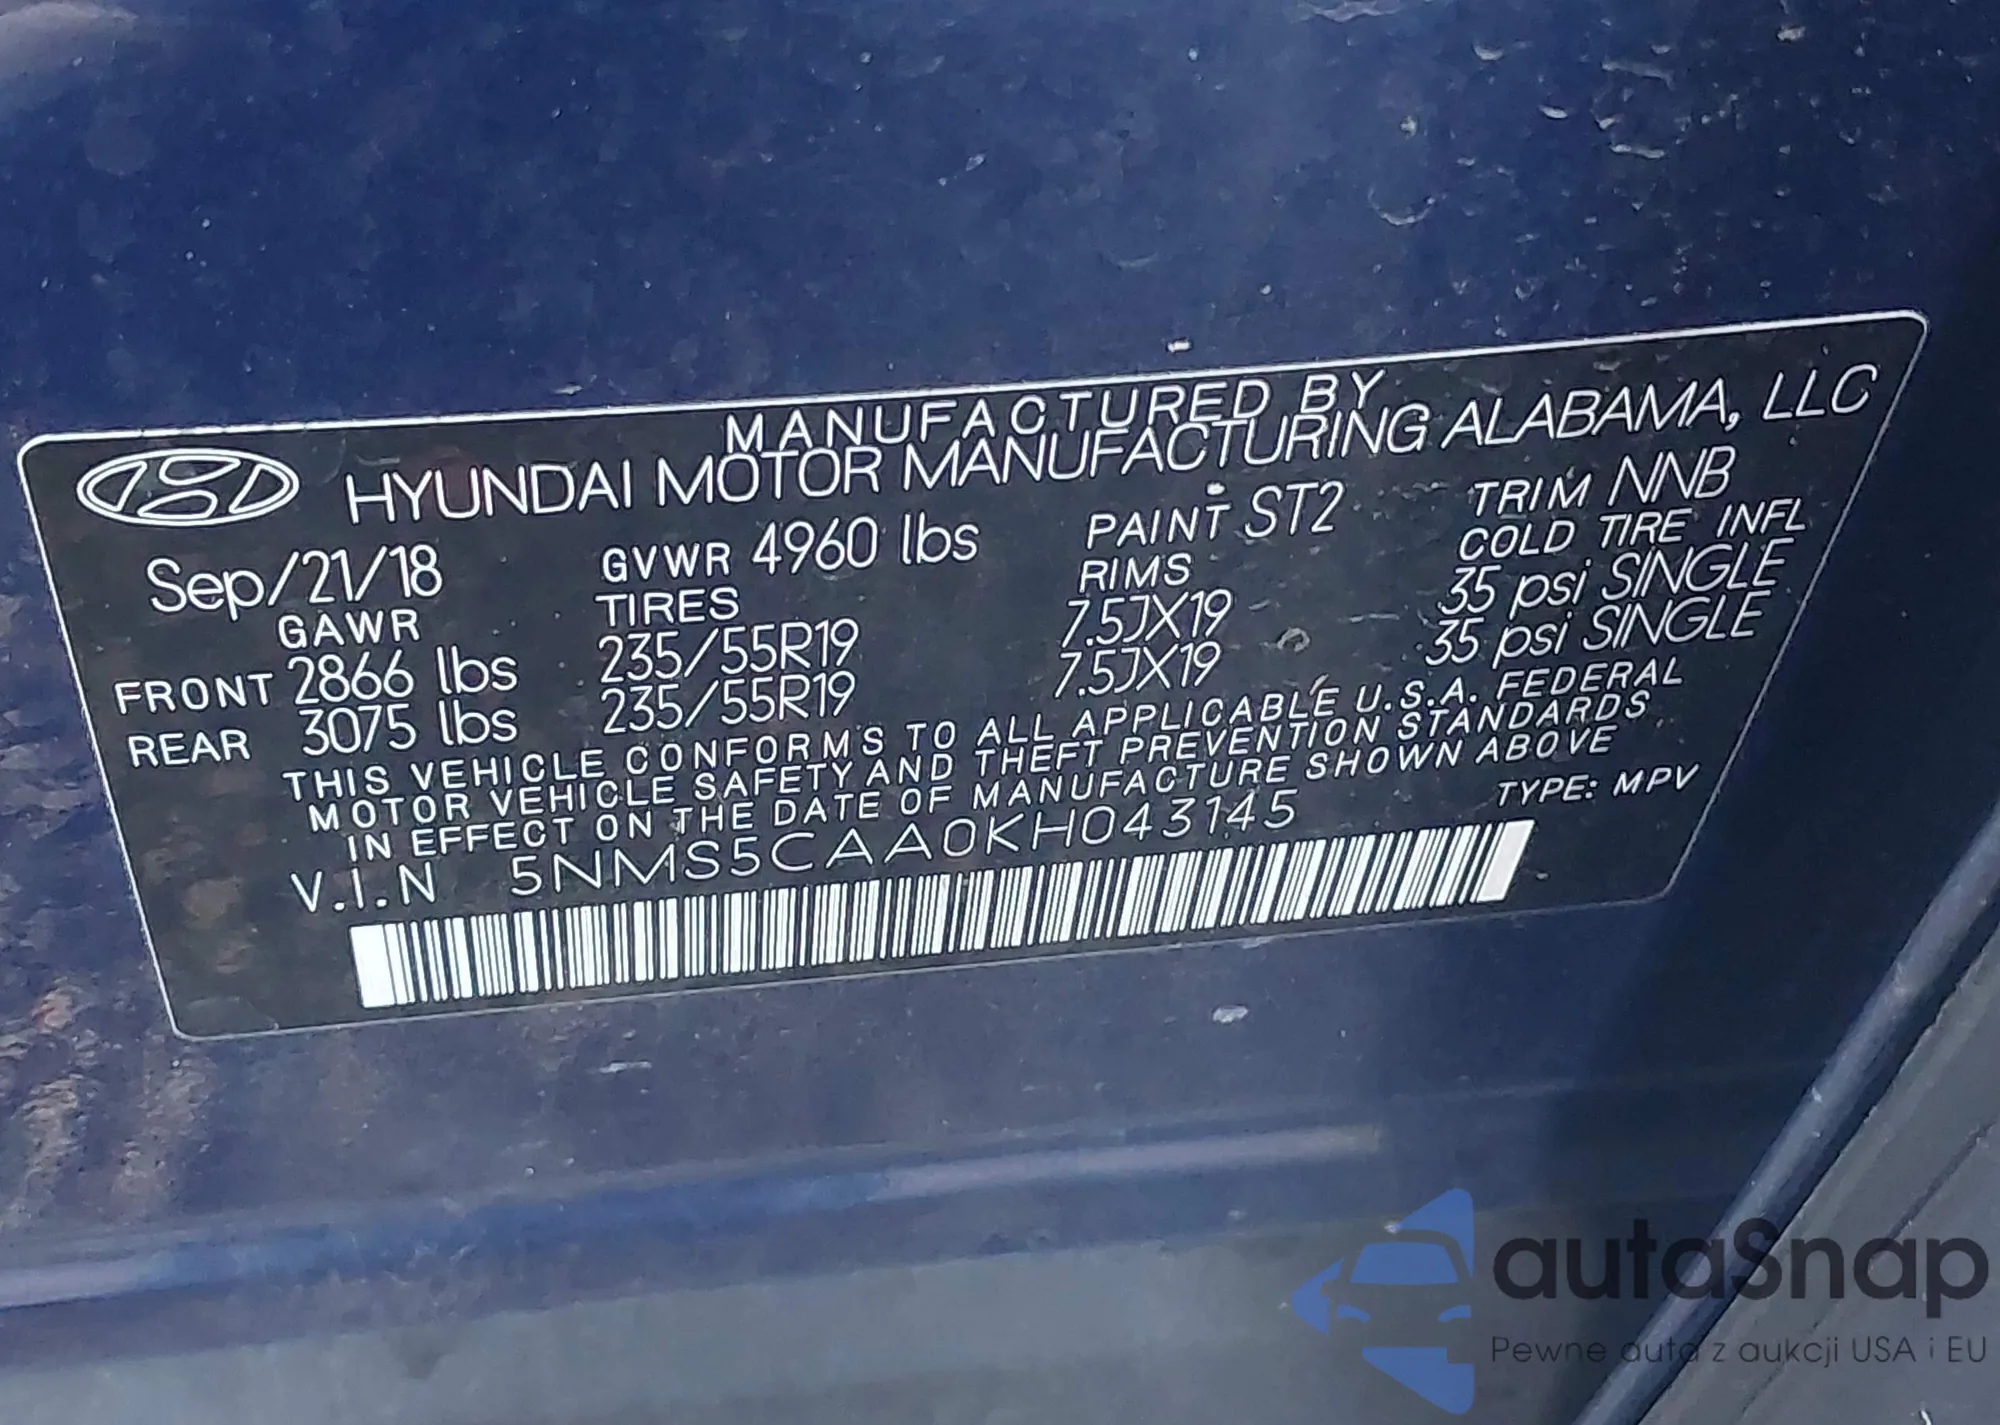 MANUFACTURED BY
HYUNDAI MOTOR MANUFACTURING ALABAMA, LLC
Sep/21/18 GVWR 4960 lbs PAINT ST2 TRIM NNB
GAWR TIRES RIMS COLD TIRE INFL
FRONT 2866 lbs 235/55R19 7.5JX19 35 psi SINGLE
REAR 3075 lbs 235/55R19 7.5JX19 35 psi SINGLE
THIS VEHICLE CONFORMS TO ALL APPLICABLE U.S.A. FEDERAL
MOTOR VEHICLE SAFETY AND THEFT PREVENTION STANDARDS
IN EFFECT ON THE DATE OF MANUFACTURE SHOWN ABOVE
V.I.N 5NMS5CAA0KH043145 TYPE: MPV
autaSnap
Pewne auta z aukcji USA i EU